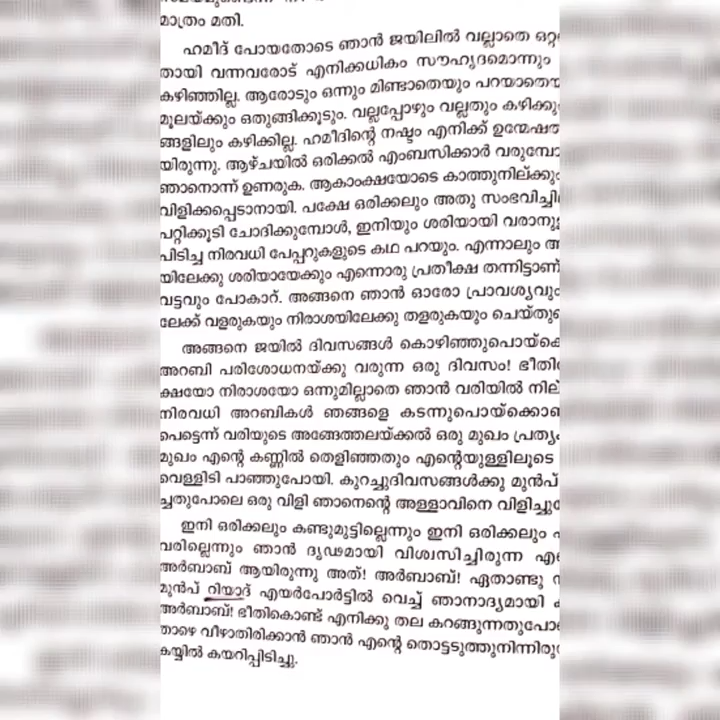 മാത്രം മതി.
ഹമീദ് പോയതോടെ ഞാൻ ജയിലിൽ വല്ലാതെ ഒറ്റ
തായി വന്നവരോട് എനിക്കധികം സൗഹൃദമൊന്നും
കഴിഞ്ഞില്ല. ആരോടും ഒന്നും മിണ്ടാതെയും പറയാതെയ
മൂലയ്ക്കും ഒതുങ്ങിക്കൂടും. വല്ലപ്പോഴും വല്ലതും കഴിക്കു
ങ്ങളിലും കഴിക്കില്ല. ഹമീദിന്റെ നഷ്ടം എനിക്ക് ഉന്മേഷത
യിരുന്നു. ആഴ്ചയിൽ ഒരിക്കൽ എംബസിക്കാർ വരുമ്പോ
ഞാനൊന്ന് ഉണരുക. ആകാംക്ഷയോടെ കാത്തുനില്ക്കും
വിളിക്കപ്പെടാനായി. പക്ഷേ ഒരിക്കലും അതു സംഭവിച്ചി
പറ്റിക്കൂടി ചോദിക്കുമ്പോൾ, ഇനിയും ശരിയായി വരാനു
പിടിച്ച നിരവധി പേപ്പറുകളുടെ കഥ പറയും. എന്നാലും അ
യിലേക്കു ശരിയായേക്കും എന്നൊരു പ്രതീക്ഷ തന്നിട്ടാണ്
വട്ടവും പോകാറ്. അങ്ങനെ ഞാൻ ഓരോ പ്രാവശ്യവും
ലേക്ക് വളരുകയും നിരാശയിലേക്കു തളരുകയും ചെയ്തു
അങ്ങനെ ജയിൽ ദിവസങ്ങൾ കൊഴിഞ്ഞുപൊയ്ക്കൊ
അറബി പരിശോധനയ്ക്കു വരുന്ന ഒരു ദിവസം! ഭീതി
ക്ഷയോ നിരാശയോ ഒന്നുമില്ലാതെ ഞാൻ വരിയിൽ നില്
നിരവധി അറബികൾ ഞങ്ങളെ കടന്നുപൊയ്ക്കൊണ്
പെട്ടെന്ന് വരിയുടെ അങ്ങേത്തലയ്ക്കൽ ഒരു മുഖം പ്രത്യ
മുഖം എന്റെ കണ്ണിൽ തെളിഞ്ഞതും എന്റെയുള്ളിലൂടെ
വെള്ളിടി പാഞ്ഞുപോയി. കുറച്ചുദിവസങ്ങൾക്കു മുൻപ്
ച്ചതുപോലെ ഒരു വിളി ഞാനെന്റെ അള്ളാവിനെ വിളിച്ചു
ഇനി ഒരിക്കലും കണ്ടുമുട്ടില്ലെന്നും ഇനി ഒരിക്കലും എ
വരില്ലെന്നും ഞാൻ ദൃഢമായി വിശ്വസിച്ചിരുന്ന എ
അർബാബ് ആയിരുന്നു അത്! അർബാബ്! ഏതാണ്ടു
മുൻപ് റിയാദ് എയർപോർട്ടിൽ വെച്ച് ഞാനാദ്യമായി ക
അർബാബ്! ഭീതികൊണ്ട് എനിക്കു തല കറങ്ങുന്നതുപോ
താഴെ വീഴാതിരിക്കാൻ ഞാൻ എന്റെ തൊട്ടടുത്തുനിന്നിരു
കയ്യിൽ കയറിപ്പിടിച്ചു.